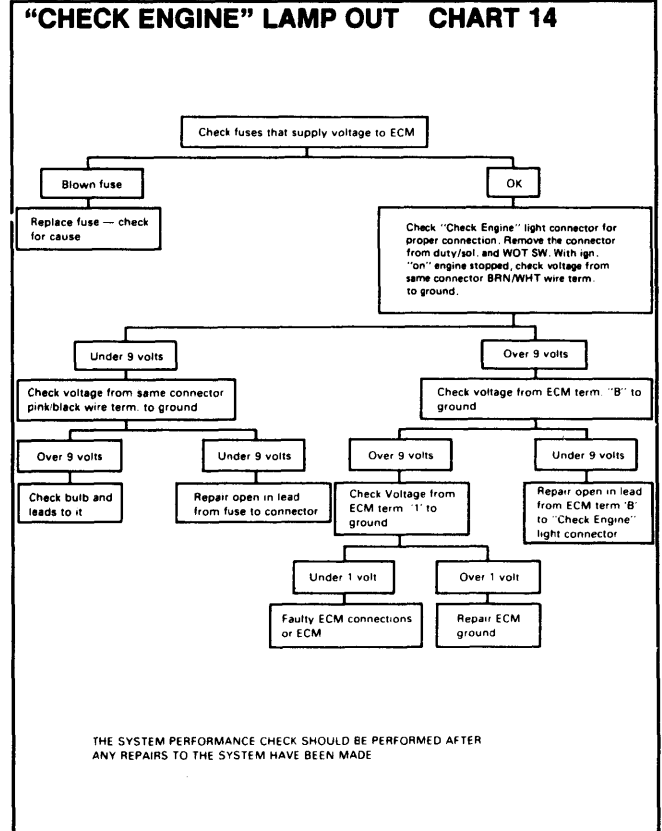 “CHECK ENGINE” LAMP OUT CHART 14
Check fuses that supply voltage to ECM
Blown fuse
OK
Replace fuse — check
for cause
Check "Check Engine" light connector for
proper connection. Remove the connector
from duty/sol. and WOT SW. With ign.
"on" engine stopped, check voltage from
same connector BRN/WHT wire term.
to ground.
Under 9 volts
Over 9 volts
Check voltage from same connector
pink/black wire term. to ground
Check voltage from ECM term. "B" to
ground
Over 9 volts
Under 9 volts
Over 9 volts
Under 9 volts
Check bulb and
leads to it
Repair open in lead
from fuse to connector
Check Voltage from
ECM term '1' to
ground
Repair open in lead
from ECM term 'B'
to "Check Engine"
light connector
Under 1 volt
Over 1 volt
Faulty ECM connections
or ECM
Repair ECM
ground
THE SYSTEM PERFORMANCE CHECK SHOULD BE PERFORMED AFTER
ANY REPAIRS TO THE SYSTEM HAVE BEEN MADE